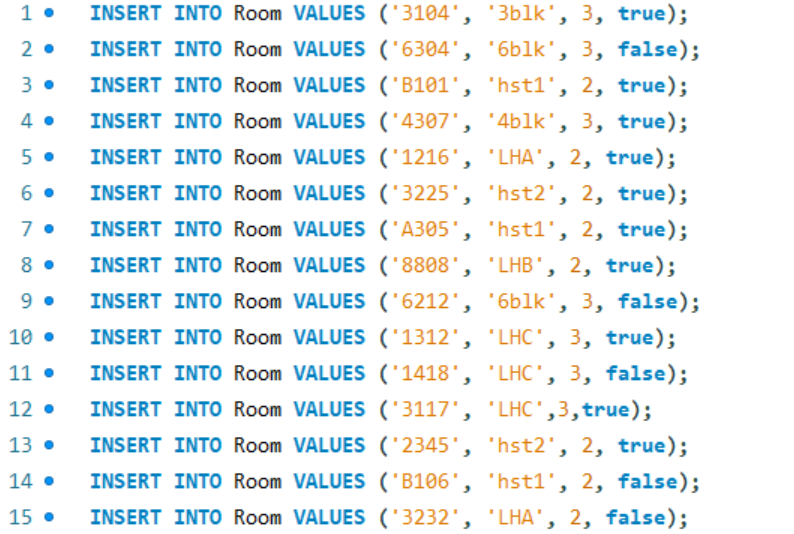 1 INSERT INTO Room VALUES ('3104', '3blk', 3, true);
2 INSERT INTO Room VALUES ('6304', '6blk', 3, false);
3 INSERT INTO Room VALUES ('B101', 'hst1', 2, true);
4 INSERT INTO Room VALUES ('4307', '4blk', 3, true);
5 INSERT INTO Room VALUES ('1216', 'LHA', 2, true);
6 INSERT INTO Room VALUES ('3225', 'hst2', 2, true);
7 INSERT INTO Room VALUES ('A305', 'hst1', 2, true);
8 INSERT INTO Room VALUES ('8808', 'LHB', 2, true);
9 INSERT INTO Room VALUES ('6212', '6blk', 3, false);
10 INSERT INTO Room VALUES ('1312', 'LHC', 3, true);
11 INSERT INTO Room VALUES ('1418', 'LHC', 3, false);
12 INSERT INTO Room VALUES ('3117', 'LHC',3,true);
13 INSERT INTO Room VALUES ('2345', 'hst2', 2, true);
14 INSERT INTO Room VALUES ('B106', 'hst1', 2, false);
15 INSERT INTO Room VALUES ('3232', 'LHA', 2, false);